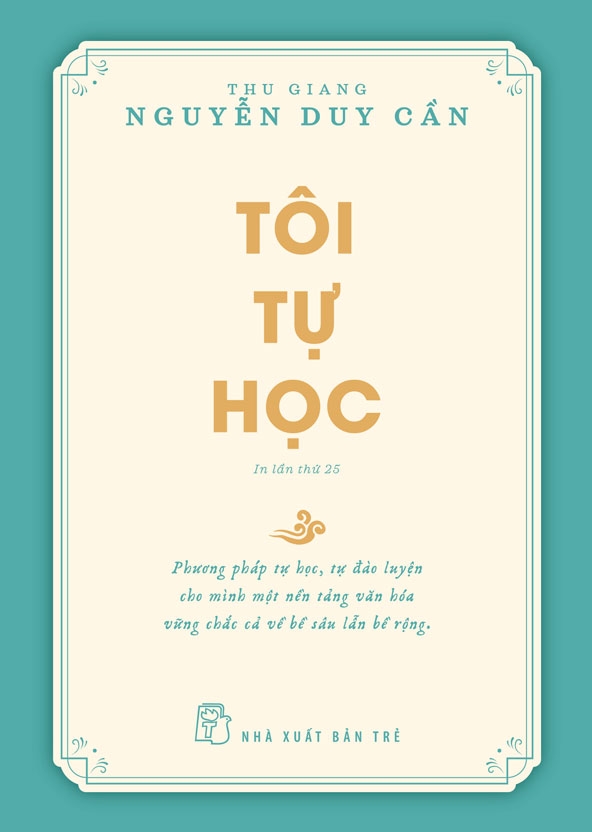 THU GIANG
NGUYỄN DUY CẦN
TÔI
TỰ
HỌC
In lần thứ 25
Phương pháp tự học, tự đào luyện
cho mình một nền tảng văn hóa
vững chắc cả về bề sâu lẫn bề rộng.
T
NHÀ XUẤT BẢN TRẺ